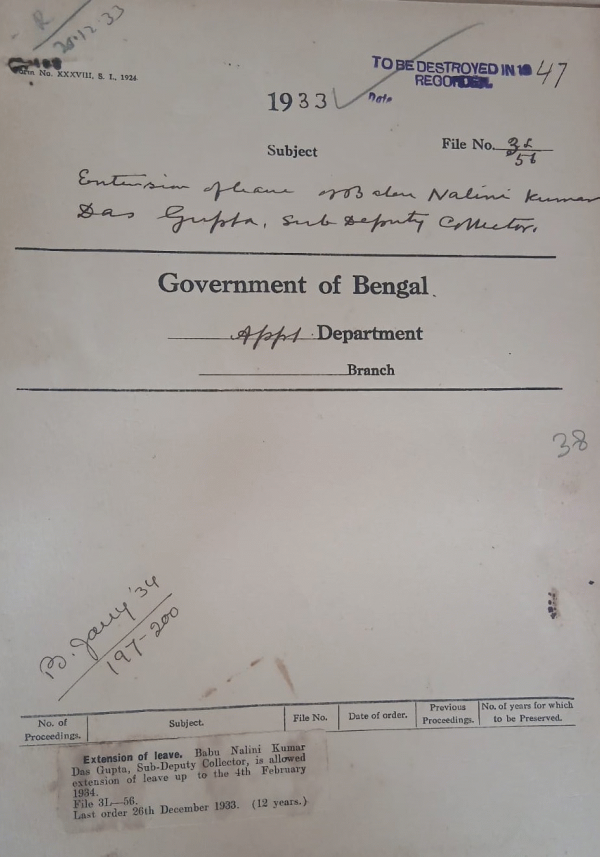 R
20.12.33
Form No. XXXVIII, S. I., 1924
TO BE DESTROYED IN 19 47
RECORDER.
1933
Date
File No. 3L
56
Subject
Extension of leave of Babu Nalini Kumar
Das Gupta, Sub Deputy Collector.
Government of Bengal.
Appt Department
Branch
38
B. Jany '34
197-200
No. of Proceedings.
Subject.
File No.
Date of order.
Previous Proceedings.
No. of years for which to be Preserved.
Extension of leave. Babu Nalini Kumar
Das Gupta, Sub-Deputy Collector, is allowed
extension of leave up to the 4th February
1934.
File 3L—56.
Last order 26th December 1933. (12 years.)